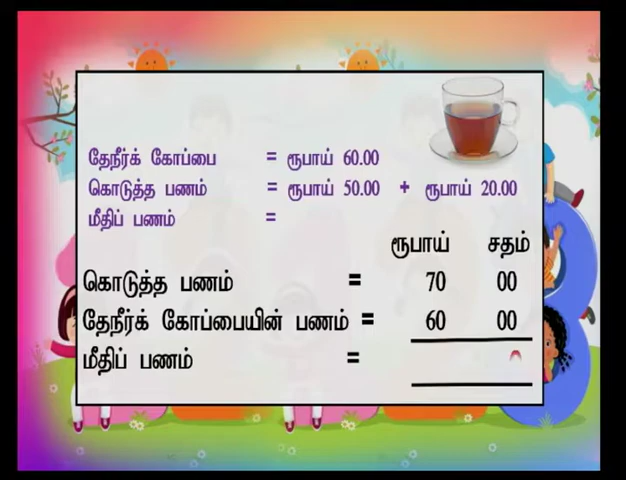 தேநீர்க் கோப்பை = ரூபாய் 60.00
கொடுத்த பணம் = ரூபாய் 50.00 + ரூபாய் 20.00
மீதிப் பணம் =
ரூபாய் சதம்
கொடுத்த பணம் = 70 00
தேநீர்க் கோப்பையின் பணம் = 60 00
மீதிப் பணம் =